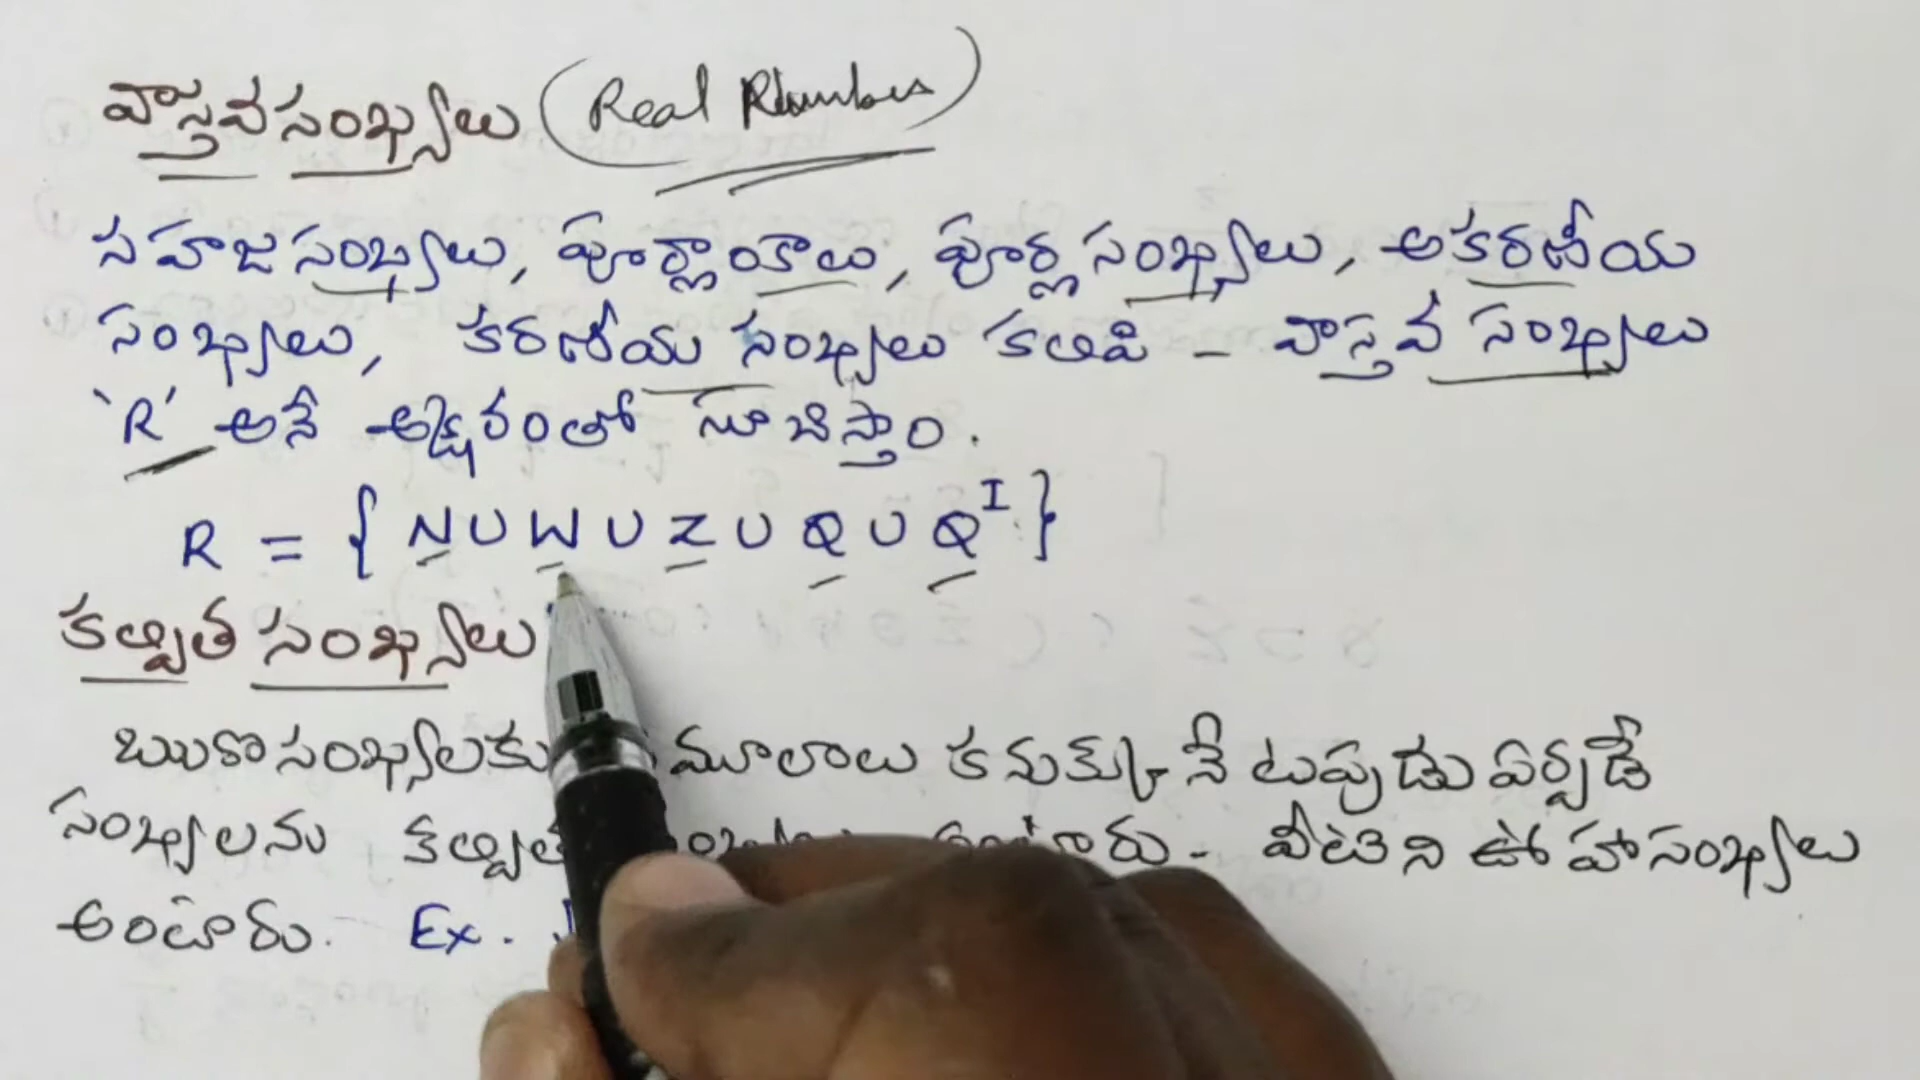 వాస్తవ సంఖ్యలు (Real Numbers)
సహజ సంఖ్యలు, పూర్ణాంకాలు, పూర్ణ సంఖ్యలు, అకరణీయ
సంఖ్యలు, కరణీయ సంఖ్యలు కలిపి - వాస్తవ సంఖ్యలు
'R' అనే అక్షరంతో సూచిస్తాం.
R = { N U W U Z U Q U Q^I }
కల్పిత సంఖ్యలు
ఋణ సంఖ్యలకు మూలాలు కనుక్కునేటపుడు ఏర్పడే
సంఖ్యలను కల్పిత అంటారు. వీటిని ఊహా సంఖ్యలు
అంటారు. Ex.